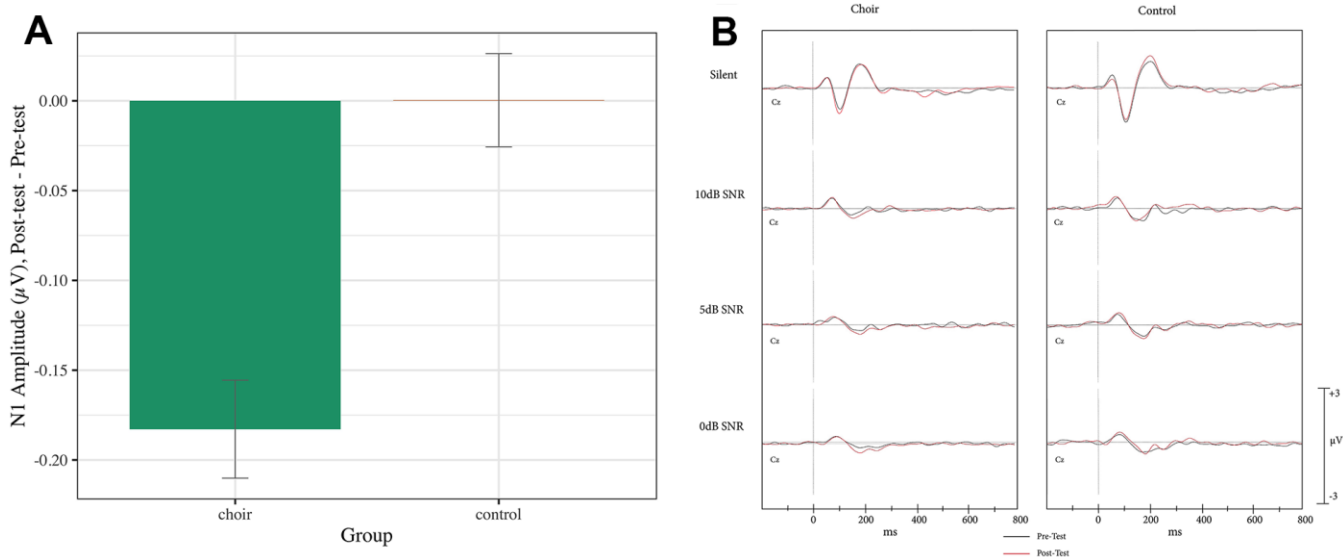 A
N1 Amplitude (μV), Post-test - Pre-test
0.00
-0.05
-0.10
-0.15
-0.20
choir
control
Group
B
Choir
Control
Silent
10dB SNR
5dB SNR
0dB SNR
Cz
Cz
Cz
Cz
Cz
Cz
Cz
Cz
+3
μV
-3
0 200 400 600 800
ms
0 200 400 600 800
ms
Pre-Test
Post-Test